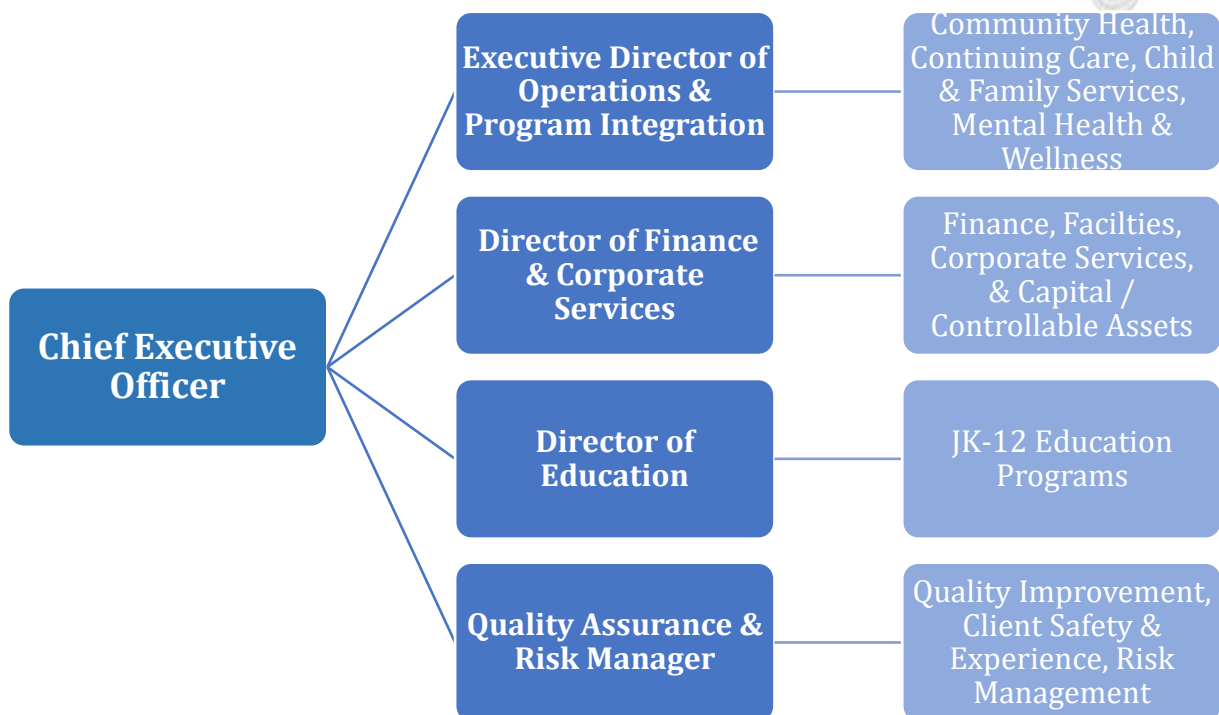 Chief Executive
Officer
Executive Director of
Operations &
Program Integration
Community Health,
Continuing Care, Child
& Family Services,
Mental Health &
Wellness
Director of Finance
& Corporate
Services
Finance, Facilties,
Corporate Services,
& Capital /
Controllable Assets
Director of
Education
JK-12 Education
Programs
Quality Assurance &
Risk Manager
Quality Improvement,
Client Safety &
Experience, Risk
Management